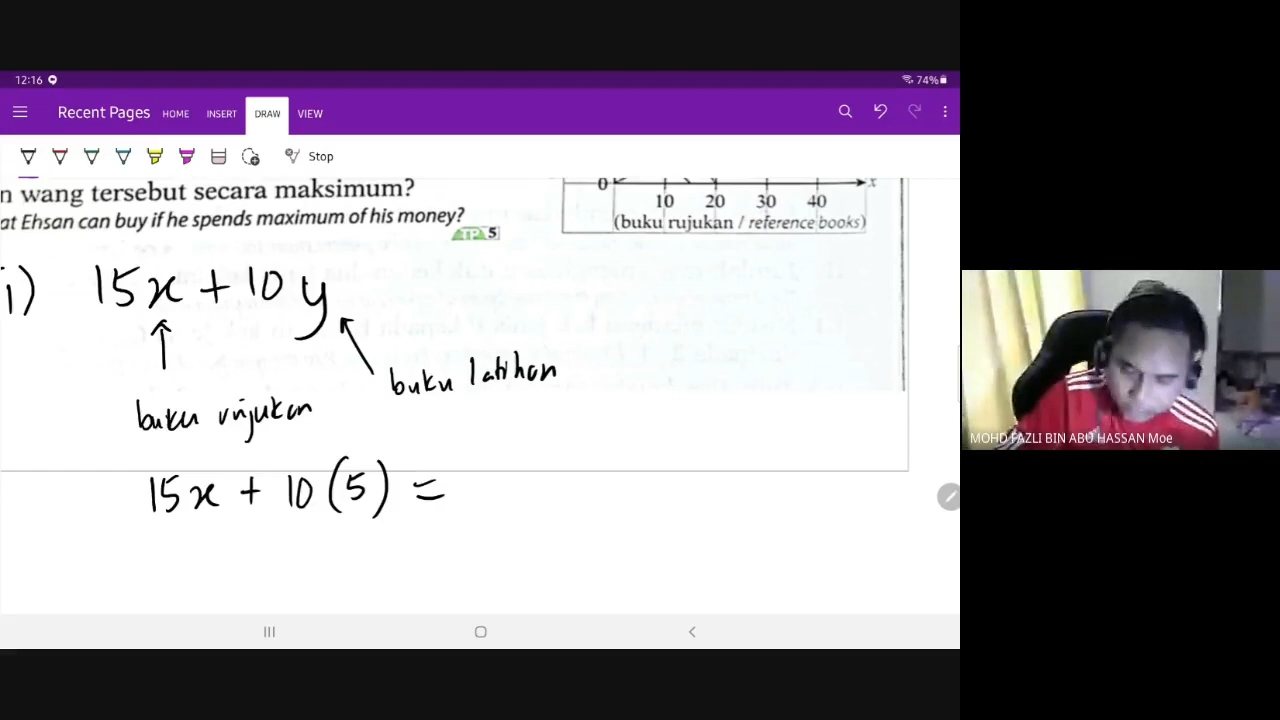 12:16
74%
Recent Pages HOME INSERT DRAW VIEW
Stop
n wang tersebut secara maksimum?
at Ehsan can buy if he spends maximum of his money?
TP 5
0 x
10 20 30 40
(buku rujukan / reference books)
i) 15x + 10y
buku latihan
buku rujukan
15x + 10(5) =
MOHD FAZLI BIN ABU HASSAN Moe